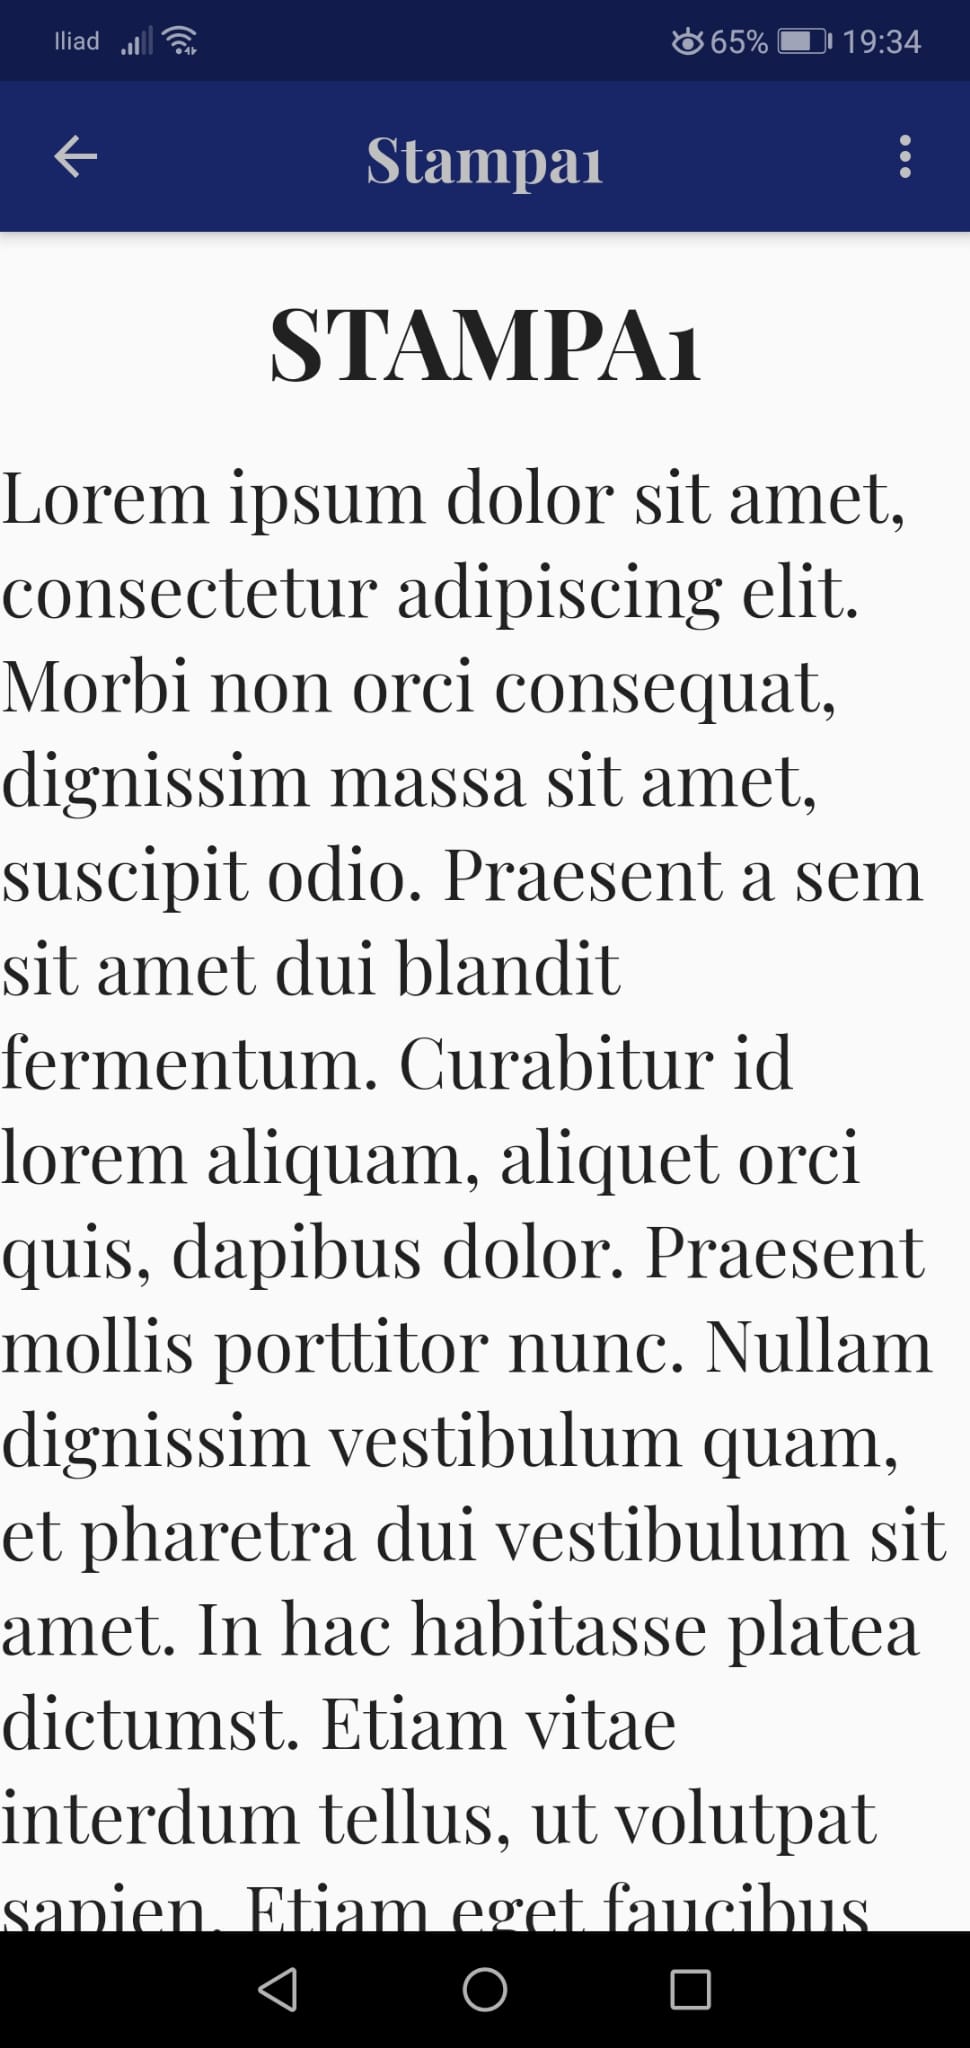 Iliad 65% 19:34
Stampa1
STAMPA1
Lorem ipsum dolor sit amet,
consectetur adipiscing elit.
Morbi non orci consequat,
dignissim massa sit amet,
suscipit odio. Praesent a sem
sit amet dui blandit
fermentum. Curabitur id
lorem aliquam, aliquet orci
quis, dapibus dolor. Praesent
mollis porttitor nunc. Nullam
dignissim vestibulum quam,
et pharetra dui vestibulum sit
amet. In hac habitasse platea
dictumst. Etiam vitae
interdum tellus, ut volutpat
sapien. Etiam eget faucibus